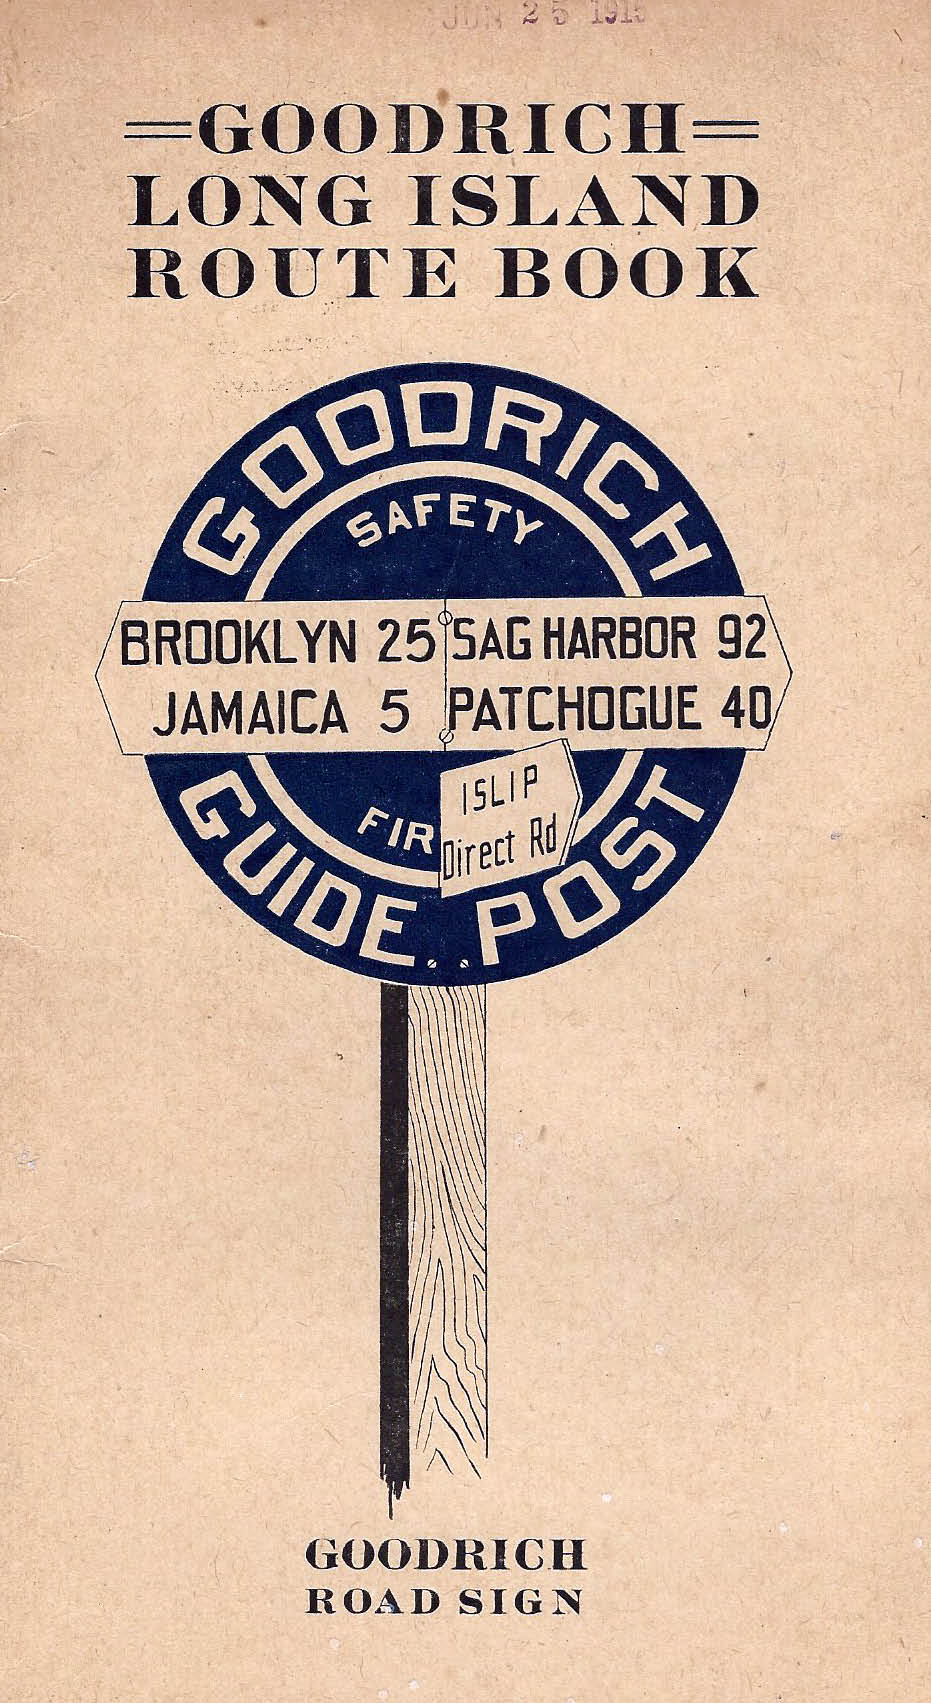 JUN 25 191
=GOODRICH=
LONG ISLAND
ROUTE BOOK
GOODRICH
SAFETY
BROOKLYN 25 SAG HARBOR 92
JAMAICA 5 PATCHOGUE 40
ISLIP
FIR Direct Rd
GUIDE..POST
GOODRICH
ROAD SIGN